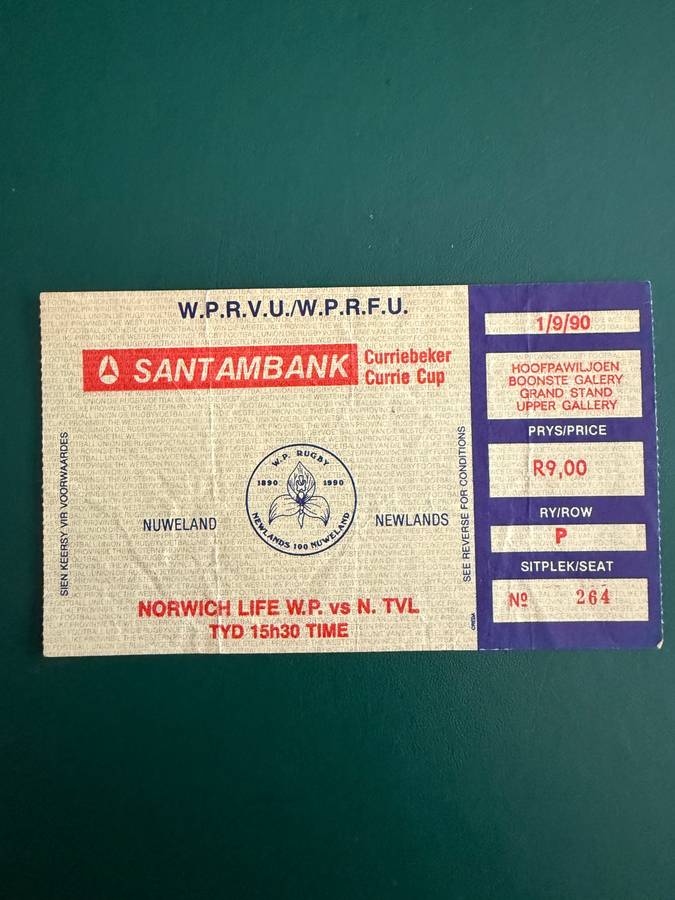 W.P.R.V.U./W.P.R.F.U.
SANTAMBANK
Curriebeker
Currie Cup
SIEN KEERSY VIR VOORWAARDES
W.P. RUGBY
1890 1990
NEWLANDS 100 NUWELAND
NUWELAND
NEWLANDS
SEE REVERSE FOR CONDITIONS
NORWICH LIFE W.P. vs N. TVL
TYD 15h30 TIME
1/9/90
HOOFPAWILJOEN
BOONSTE GALERY
GRAND STAND
UPPER GALLERY
PRYS/PRICE
R9,00
RY/ROW
P
SITPLEK/SEAT
Nº 264